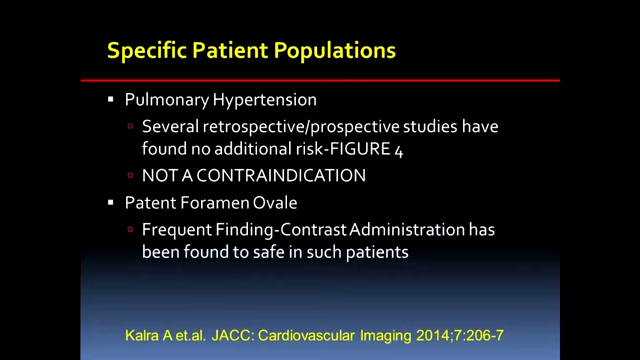 Specific Patient Populations
▪ Pulmonary Hypertension
▫ Several retrospective/prospective studies have
found no additional risk-FIGURE 4
▫ NOT A CONTRAINDICATION
▪ Patent Foramen Ovale
▫ Frequent Finding-Contrast Administration has
been found to safe in such patients
Kalra A et.al. JACC: Cardiovascular Imaging 2014;7:206-7